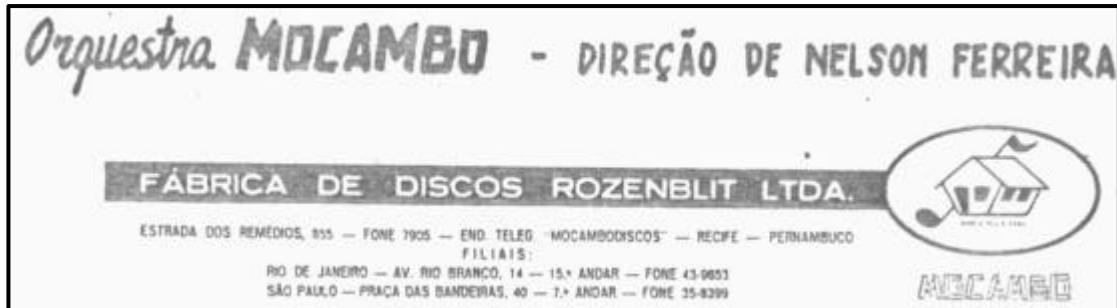 Orquestra MOCAMBO - DIREÇÃO DE NELSON FERREIRA
FÁBRICA DE DISCOS ROZENBLIT LTDA.
ESTRADA DOS REMÉDIOS, 855 — FONE 7905 — END. TELEG. "MOCAMBODISCOS" — RECIFE — PERNAMBUCO
FILIAIS:
RIO DE JANEIRO — AV. RIO BRANCO, 14 — 15.º ANDAR — FONE 43-9653
SÃO PAULO — PRAÇA DAS BANDEIRAS, 40 — 7.º ANDAR — FONE 35-8399
MOCAMBO